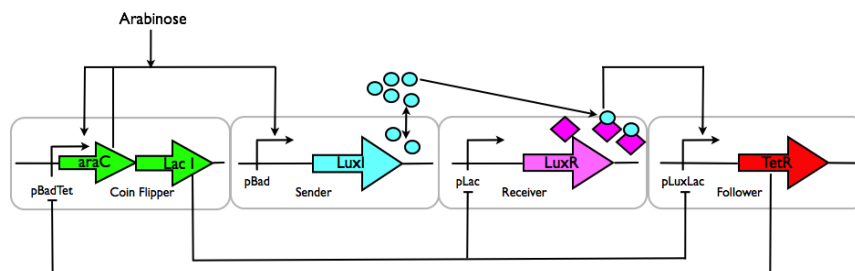 Arabinose
araC
Lac I
LuxI
LuxR
TetR
pBadTet
Coin Flipper
pBad
Sender
pLac
Receiver
pLuxLac
Follower